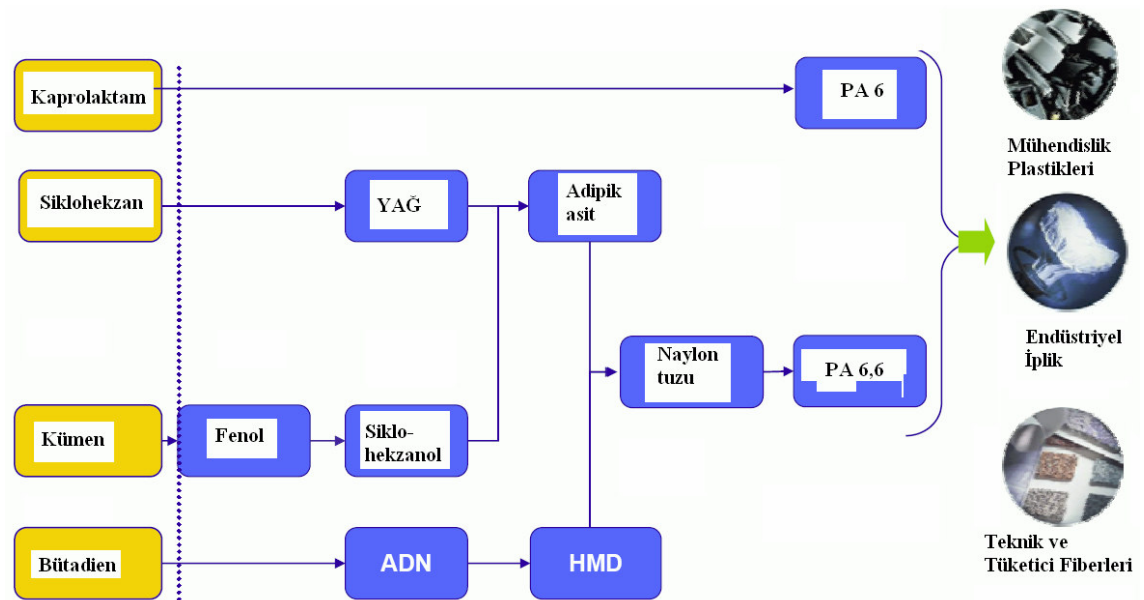 Kaprolaktam
PA 6
Mühendislik
Plastikleri
Siklohekzan
YAĞ
Adipik
asit
Endüstriyel
İplik
Naylon
tuzu
PA 6,6
Kümen
Fenol
Siklo-
hekzanol
Bütadien
ADN
HMD
Teknik ve
Tüketici Fiberleri